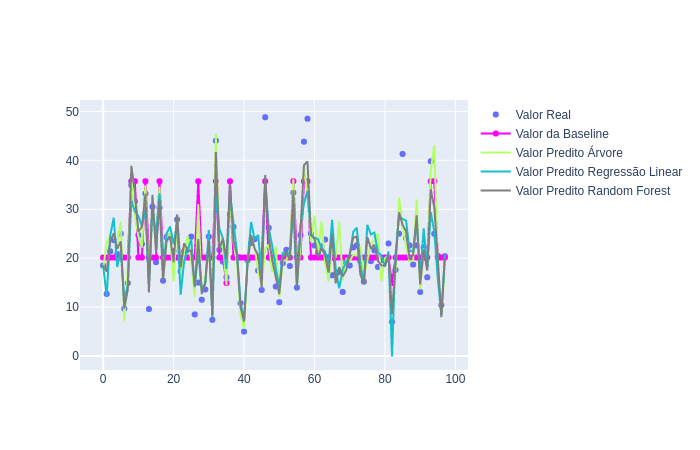 50
40
30
20
10
0
0 20 40 60 80 100
Valor Real
Valor da Baseline
Valor Predito Árvore
Valor Predito Regressão Linear
Valor Predito Random Forest